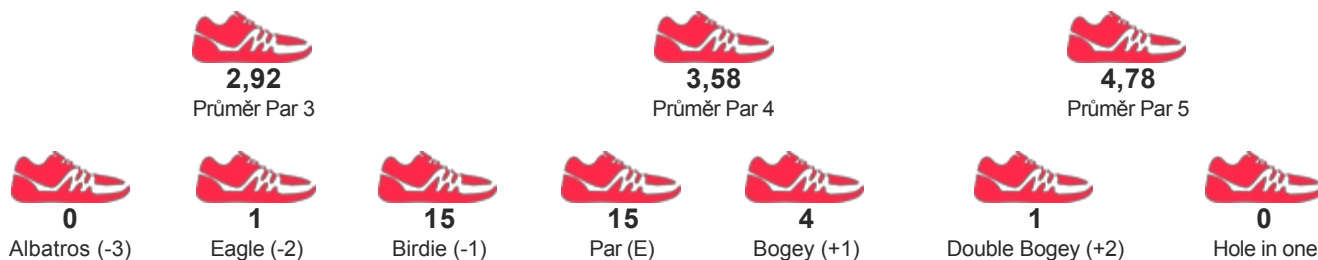 2,92 3,58 4,78
Průměr Par 3 Průměr Par 4 Průměr Par 5
0 1 15 15 4 1 0
Albatros (-3) Eagle (-2) Birdie (-1) Par (E) Bogey (+1) Double Bogey (+2) Hole in one